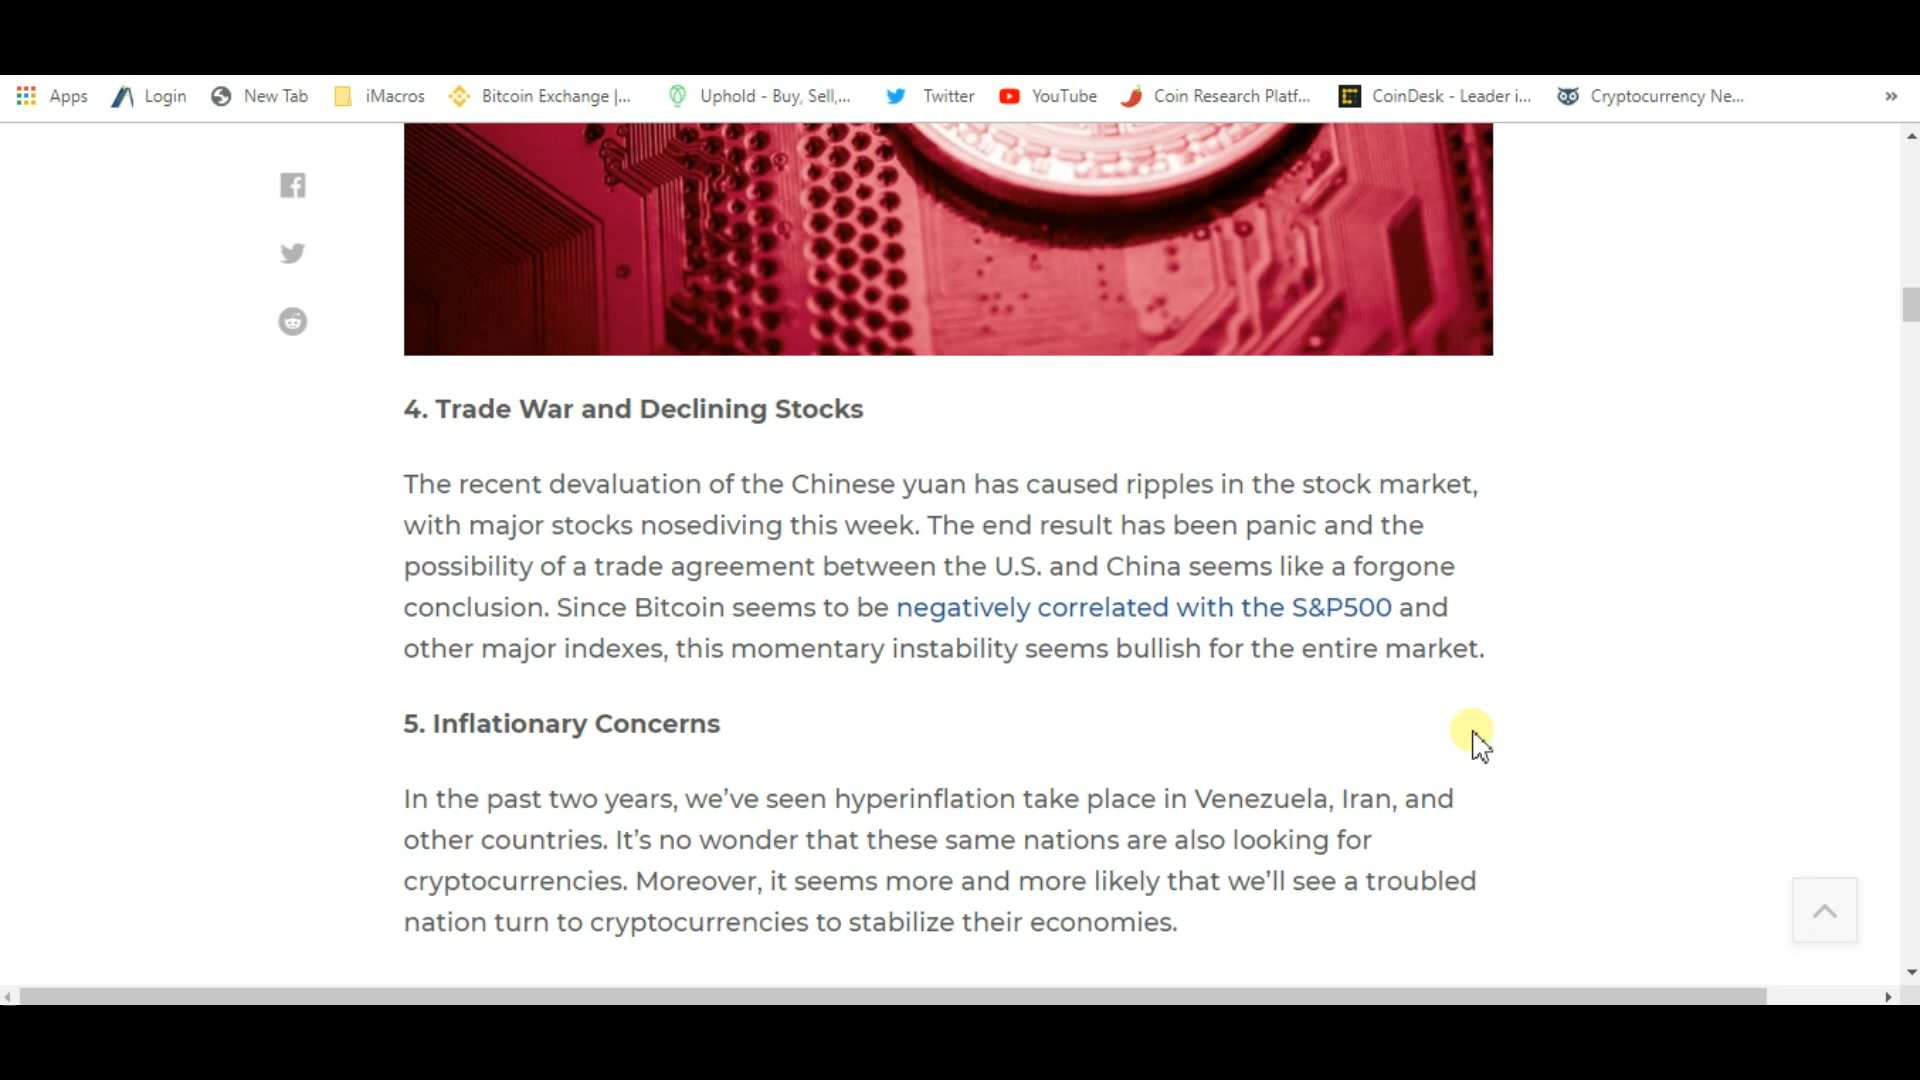 Apps Login New Tab iMacros Bitcoin Exchange |... Uphold - Buy, Sell,... Twitter YouTube Coin Research Platf... CoinDesk - Leader i... Cryptocurrency Ne... »
4. Trade War and Declining Stocks
The recent devaluation of the Chinese yuan has caused ripples in the stock market,
with major stocks nosediving this week. The end result has been panic and the
possibility of a trade agreement between the U.S. and China seems like a forgone
conclusion. Since Bitcoin seems to be negatively correlated with the S&P500 and
other major indexes, this momentary instability seems bullish for the entire market.
5. Inflationary Concerns
In the past two years, we’ve seen hyperinflation take place in Venezuela, Iran, and
other countries. It’s no wonder that these same nations are also looking for
cryptocurrencies. Moreover, it seems more and more likely that we’ll see a troubled
nation turn to cryptocurrencies to stabilize their economies.